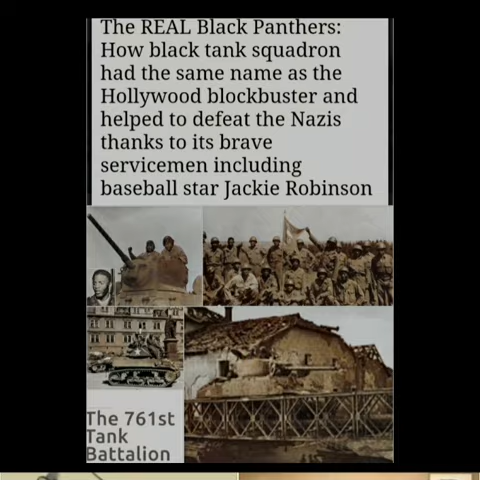 The REAL Black Panthers:
How black tank squadron
had the same name as the
Hollywood blockbuster and
helped to defeat the Nazis
thanks to its brave
servicemen including
baseball star Jackie Robinson
The 761st
Tank
Battalion